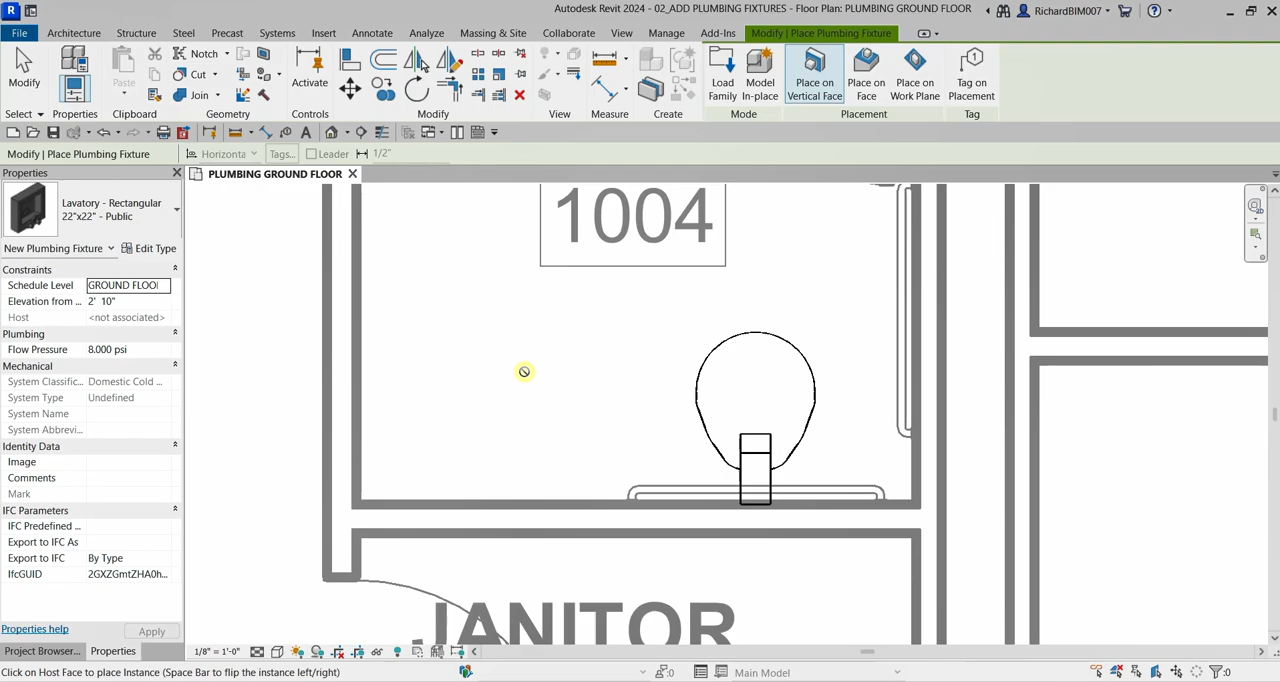 Autodesk Revit 2024 - 02_ADD PLUMBING FIXTURES - Floor Plan: PLUMBING GROUND FLOOR
RichardBIM007
File Architecture Structure Steel Precast Systems Insert Annotate Analyze Massing & Site Collaborate View Manage Add-Ins Modify | Place Plumbing Fixture
Modify
Paste
Notch
Cut
Join
Activate
Load Family
Model In-place
Place on Vertical Face
Place on Face
Place on Work Plane
Tag on Placement
Select Properties Clipboard Geometry Controls Modify View Measure Create Mode Placement Tag
Modify | Place Plumbing Fixture Horizonta Tags... Leader 1/2"
Properties
PLUMBING GROUND FLOOR
Lavatory - Rectangular
22"x22" - Public
New Plumbing Fixture Edit Type
Constraints
Schedule Level GROUND FLOO
Elevation from ... 2' 10"
Host <not associated>
Plumbing
Flow Pressure 8.000 psi
Mechanical
System Classific... Domestic Cold ...
System Type Undefined
System Name
System Abbrevi...
Identity Data
Image
Comments
Mark
IFC Parameters
IFC Predefined ...
Export to IFC As
Export to IFC By Type
IfcGUID 2GXZGmtZHA0h...
Properties help Apply
Project Browser... Properties
1004
JANITOR
1/8" = 1'-0"
Click on Host Face to place Instance (Space Bar to flip the instance left/right)
:0
Main Model
:0